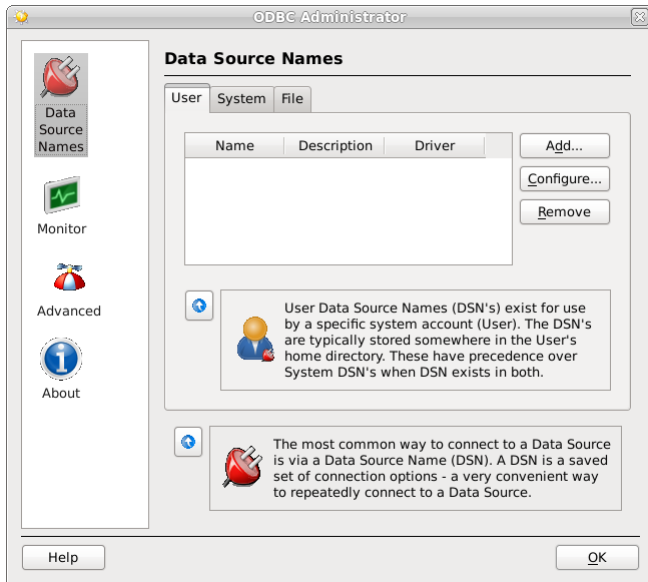 ODBC Administrator
Data
Source
Names
Monitor
Advanced
About
Data Source Names
User System File
Name Description Driver
Add...
Configure...
Remove
User Data Source Names (DSN's) exist for use
by a specific system account (User). The DSN's
are typically stored somewhere in the User's
home directory. These have precedence over
System DSN's when DSN exists in both.
The most common way to connect to a Data Source
is via a Data Source Name (DSN). A DSN is a saved
set of connection options - a very convenient way
to repeatedly connect to a Data Source.
Help
OK